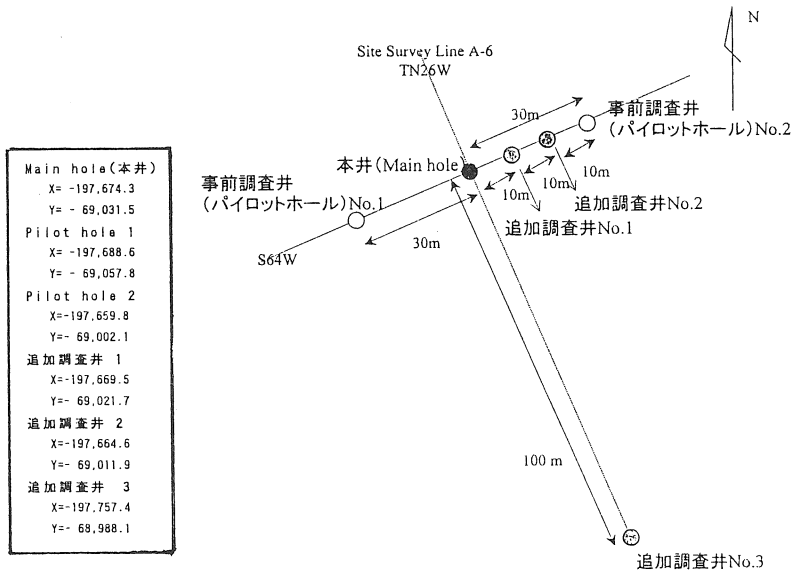 N
Site Survey Line A-6
TN26W
30m
事前調査井
(パイロットホール)No.2
本井(Main hole)
10m
10m
10m
追加調査井No.2
追加調査井No.1
事前調査井
(パイロットホール)No.1
30m
S64W
100 m
追加調査井No.3
Main hole(本井)
X= -197,674.3
Y= - 69,031.5
Pilot hole 1
X=-197,688.6
Y= - 69,057.8
Pilot hole 2
X=-197,659.8
Y=- 69,002.1
追加調査井 1
X=-197,669.5
Y=- 69,021.7
追加調査井 2
X=-197,664.6
Y=- 69,011.9
追加調査井 3
X=-197,757.4
Y=- 68,988.1